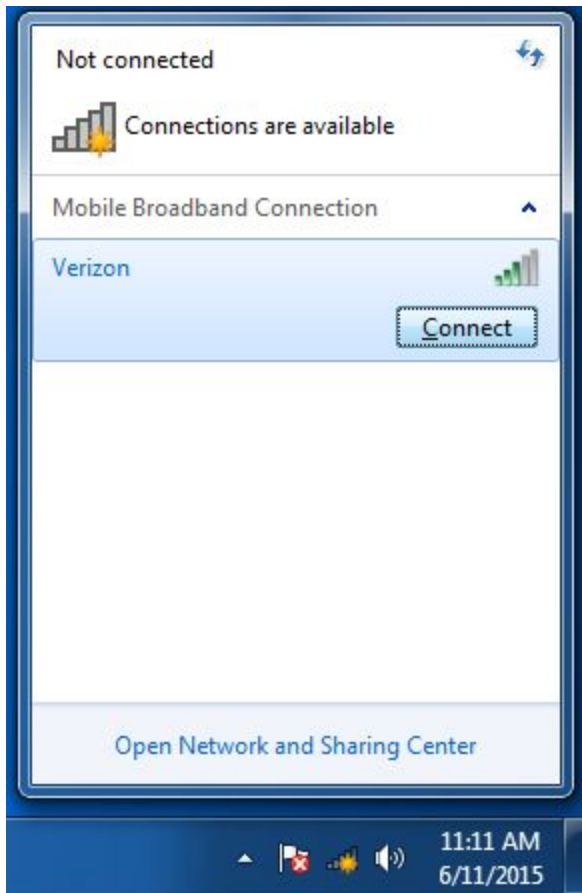 Not connected
Connections are available
Mobile Broadband Connection
Verizon
Connect
Open Network and Sharing Center
11:11 AM
6/11/2015